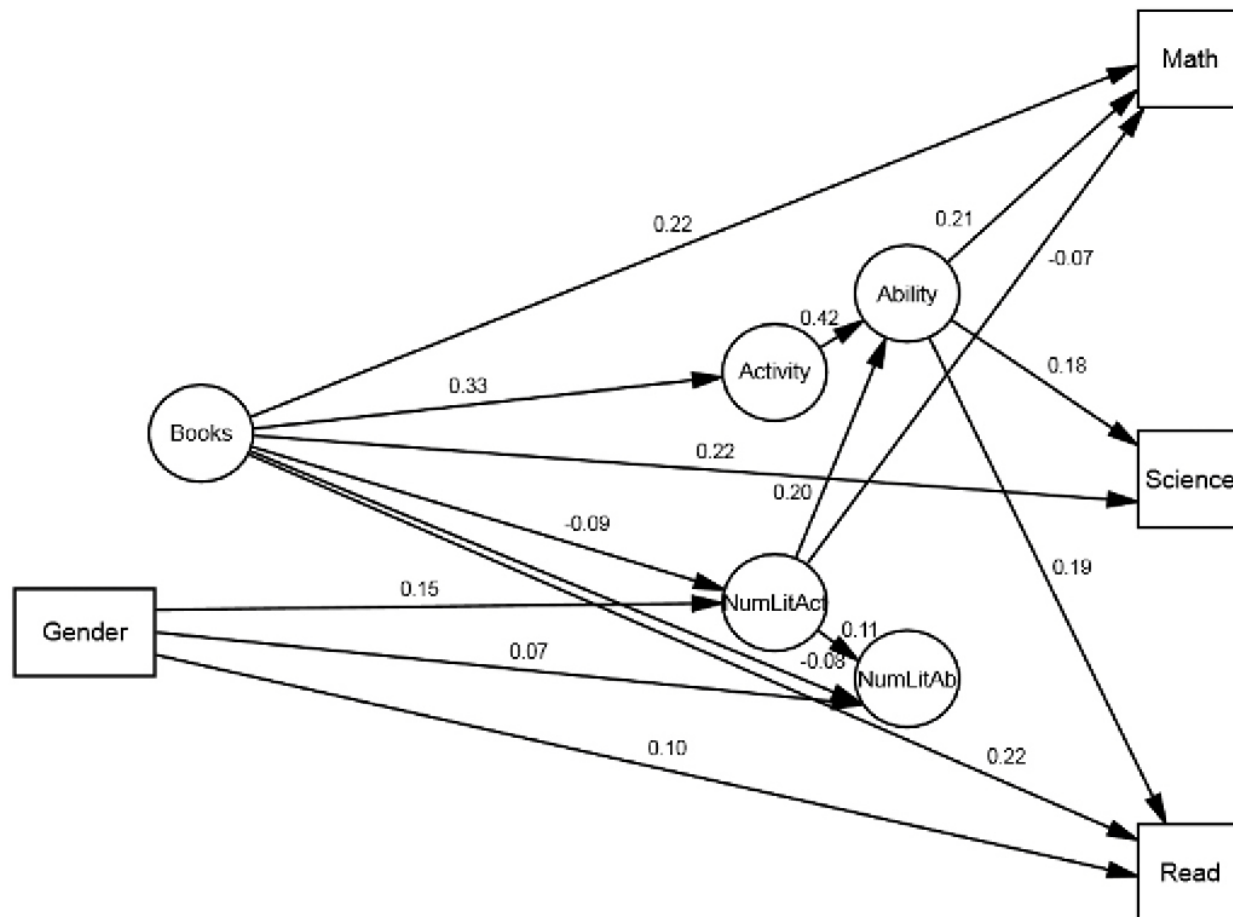 Math
0.22
0.21
-0.07
Ability
0.42
Activity
0.33
0.18
Books
0.22
Science
0.20
-0.09
0.19
0.15
NumLitAct
Gender
0.11
0.07
-0.08
NumLitAb
0.10
0.22
Read